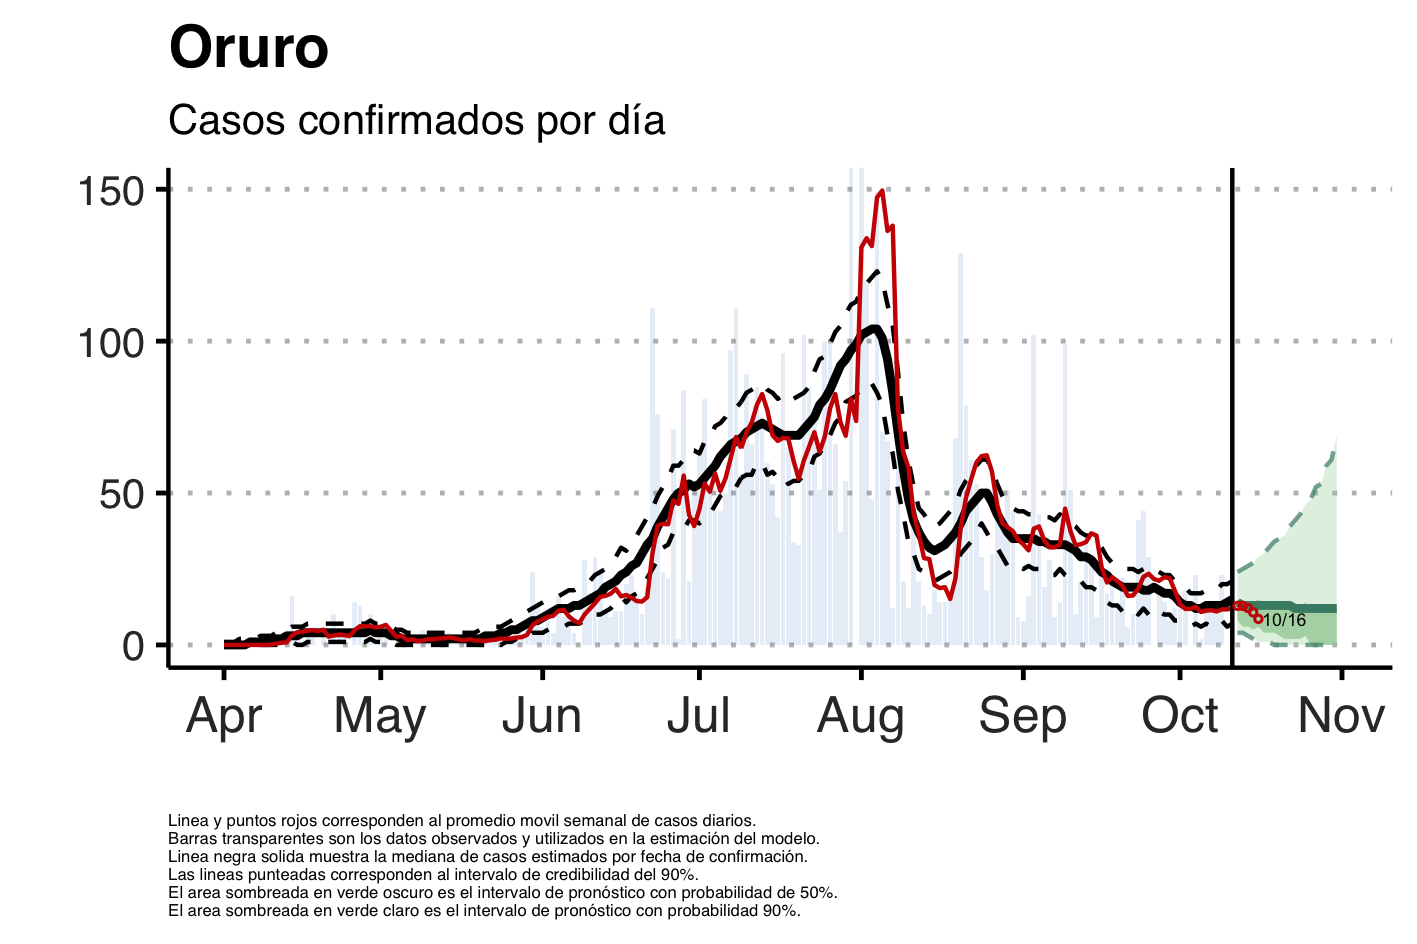 Oruro
Casos confirmados por día
150
100
50
0
10/16
Apr May Jun Jul Aug Sep Oct Nov
Linea y puntos rojos corresponden al promedio movil semanal de casos diarios.
Barras transparentes son los datos observados y utilizados en la estimación del modelo.
Linea negra solida muestra la mediana de casos estimados por fecha de confirmación.
Las lineas punteadas corresponden al intervalo de credibilidad del 90%.
El area sombreada en verde oscuro es el intervalo de pronóstico con probabilidad de 50%.
El area sombreada en verde claro es el intervalo de pronóstico con probabilidad 90%.